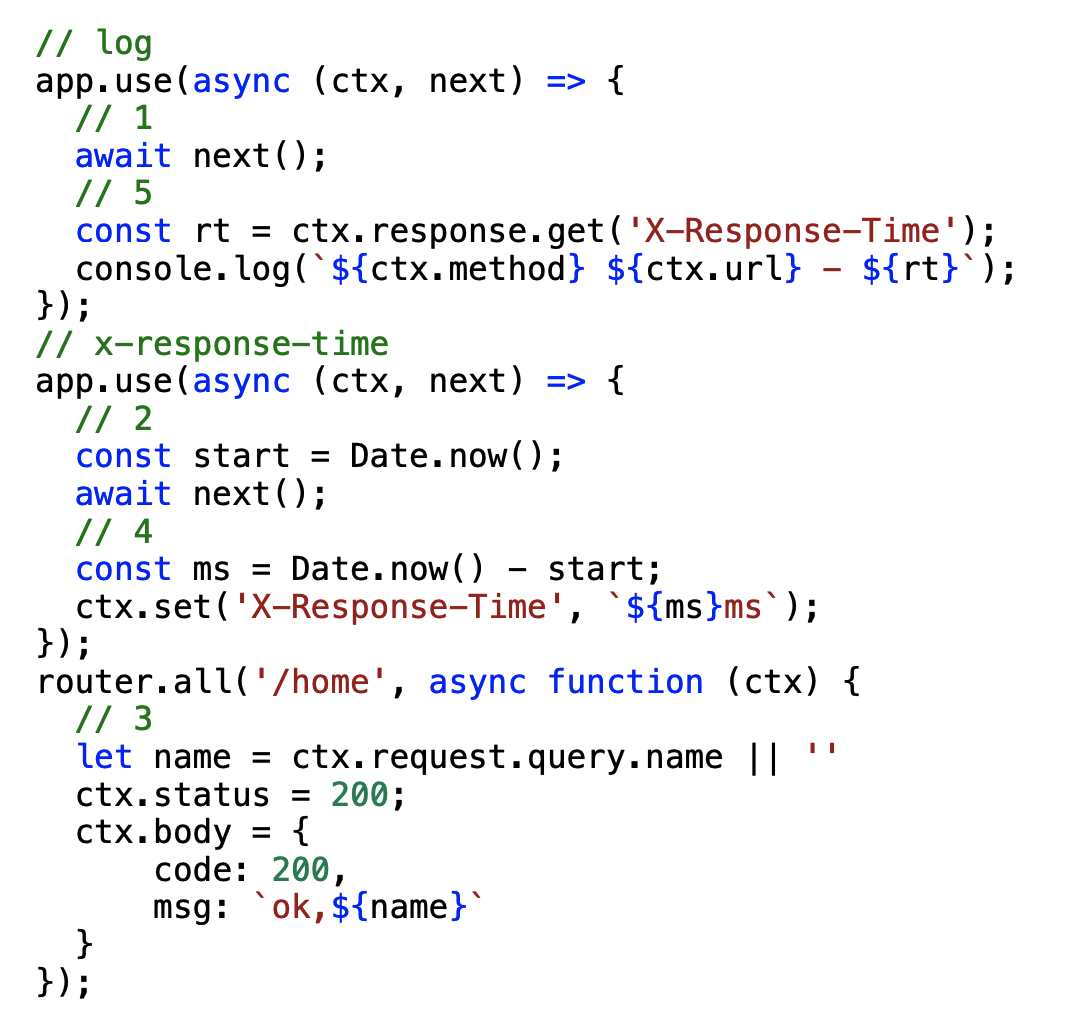 // log
app.use(async (ctx, next) => {
  // 1
  await next();
  // 5
  const rt = ctx.response.get('X-Response-Time');
  console.log(`${ctx.method} ${ctx.url} - ${rt}`);
});
// x-response-time
app.use(async (ctx, next) => {
  // 2
  const start = Date.now();
  await next();
  // 4
  const ms = Date.now() - start;
  ctx.set('X-Response-Time', `${ms}ms`);
});
router.all('/home', async function (ctx) {
  // 3
  let name = ctx.request.query.name || ''
  ctx.status = 200;
  ctx.body = {
      code: 200,
      msg: `ok,${name}`
  }
});